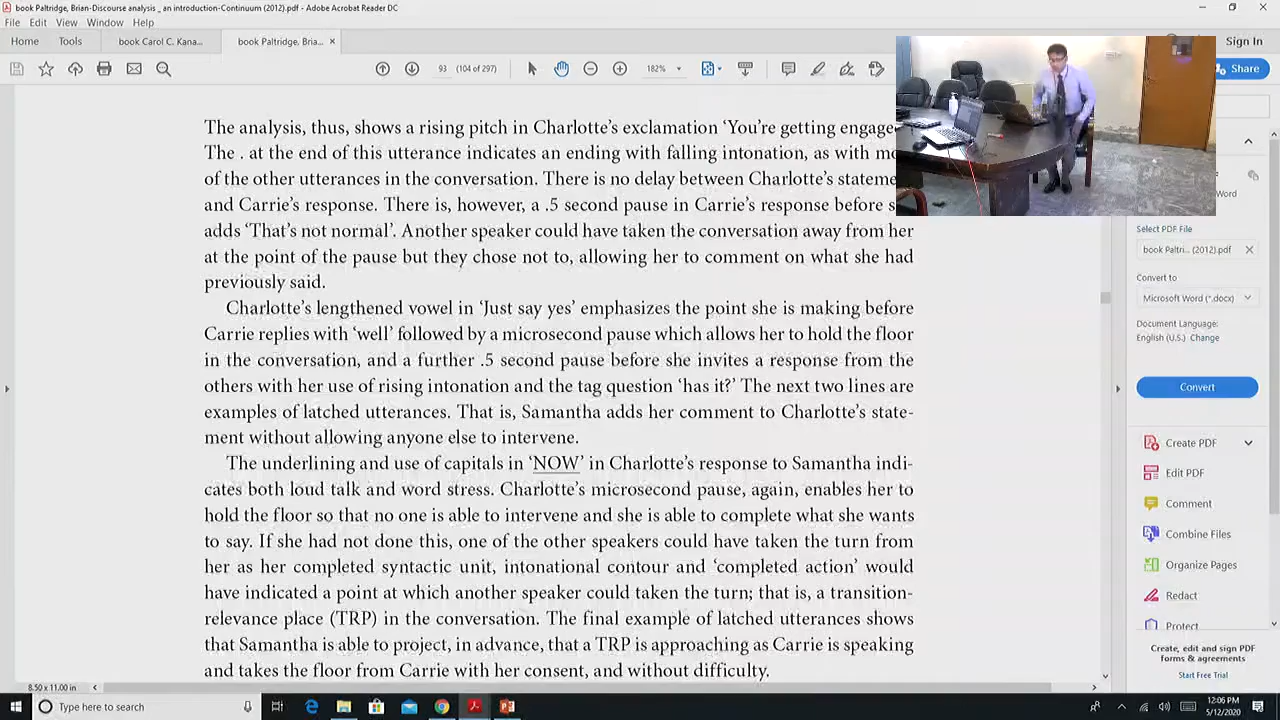 book Paltridge, Brian-Discourse analysis _ an introduction-Continuum (2012).pdf - Adobe Acrobat Reader DC
File Edit View Window Help
Home Tools book Carol C. Kana... book Paltridge, Bria... × Sign In
93 (104 of 297) 182% Share
The analysis, thus, shows a rising pitch in Charlotte's exclamation 'You're getting
The . at the end of this utterance indicates an ending with falling intonation, as with
of the other utterances in the conversation. There is no delay between Charlotte's
and Carrie's response. There is, however, a .5 second pause in Carrie's response before
adds 'That's not normal'. Another speaker could have taken the conversation away from her
at the point of the pause but they chose not to, allowing her to comment on what she had
previously said.
Charlotte's lengthened vowel in 'Just say yes' emphasizes the point she is making before
Carrie replies with 'well' followed by a microsecond pause which allows her to hold the floor
in the conversation, and a further .5 second pause before she invites a response from the
others with her use of rising intonation and the tag question 'has it?' The next two lines are
examples of latched utterances. That is, Samantha adds her comment to Charlotte's state-
ment without allowing anyone else to intervene.
The underlining and use of capitals in 'NOW' in Charlotte's response to Samantha indi-
cates both loud talk and word stress. Charlotte's microsecond pause, again, enables her to
hold the floor so that no one is able to intervene and she is able to complete what she wants
to say. If she had not done this, one of the other speakers could have taken the turn from
her as her completed syntactic unit, intonational contour and 'completed action' would
have indicated a point at which another speaker could taken the turn; that is, a transition-
relevance place (TRP) in the conversation. The final example of latched utterances shows
that Samantha is able to project, in advance, that a TRP is approaching as Carrie is speaking
and takes the floor from Carrie with her consent, and without difficulty.
Word
Select PDF File
book Paltri... (2012).pdf
Convert to
Microsoft Word (*.docx)
Document Language:
English (U.S.) Change
Convert
Create PDF
Edit PDF
Comment
Combine Files
Organize Pages
Redact
Protect
Create, edit and sign PDF
forms & agreements
Start Free Trial
8.50 x 11.00 in
Type here to search
12:06 PM
5/12/2020